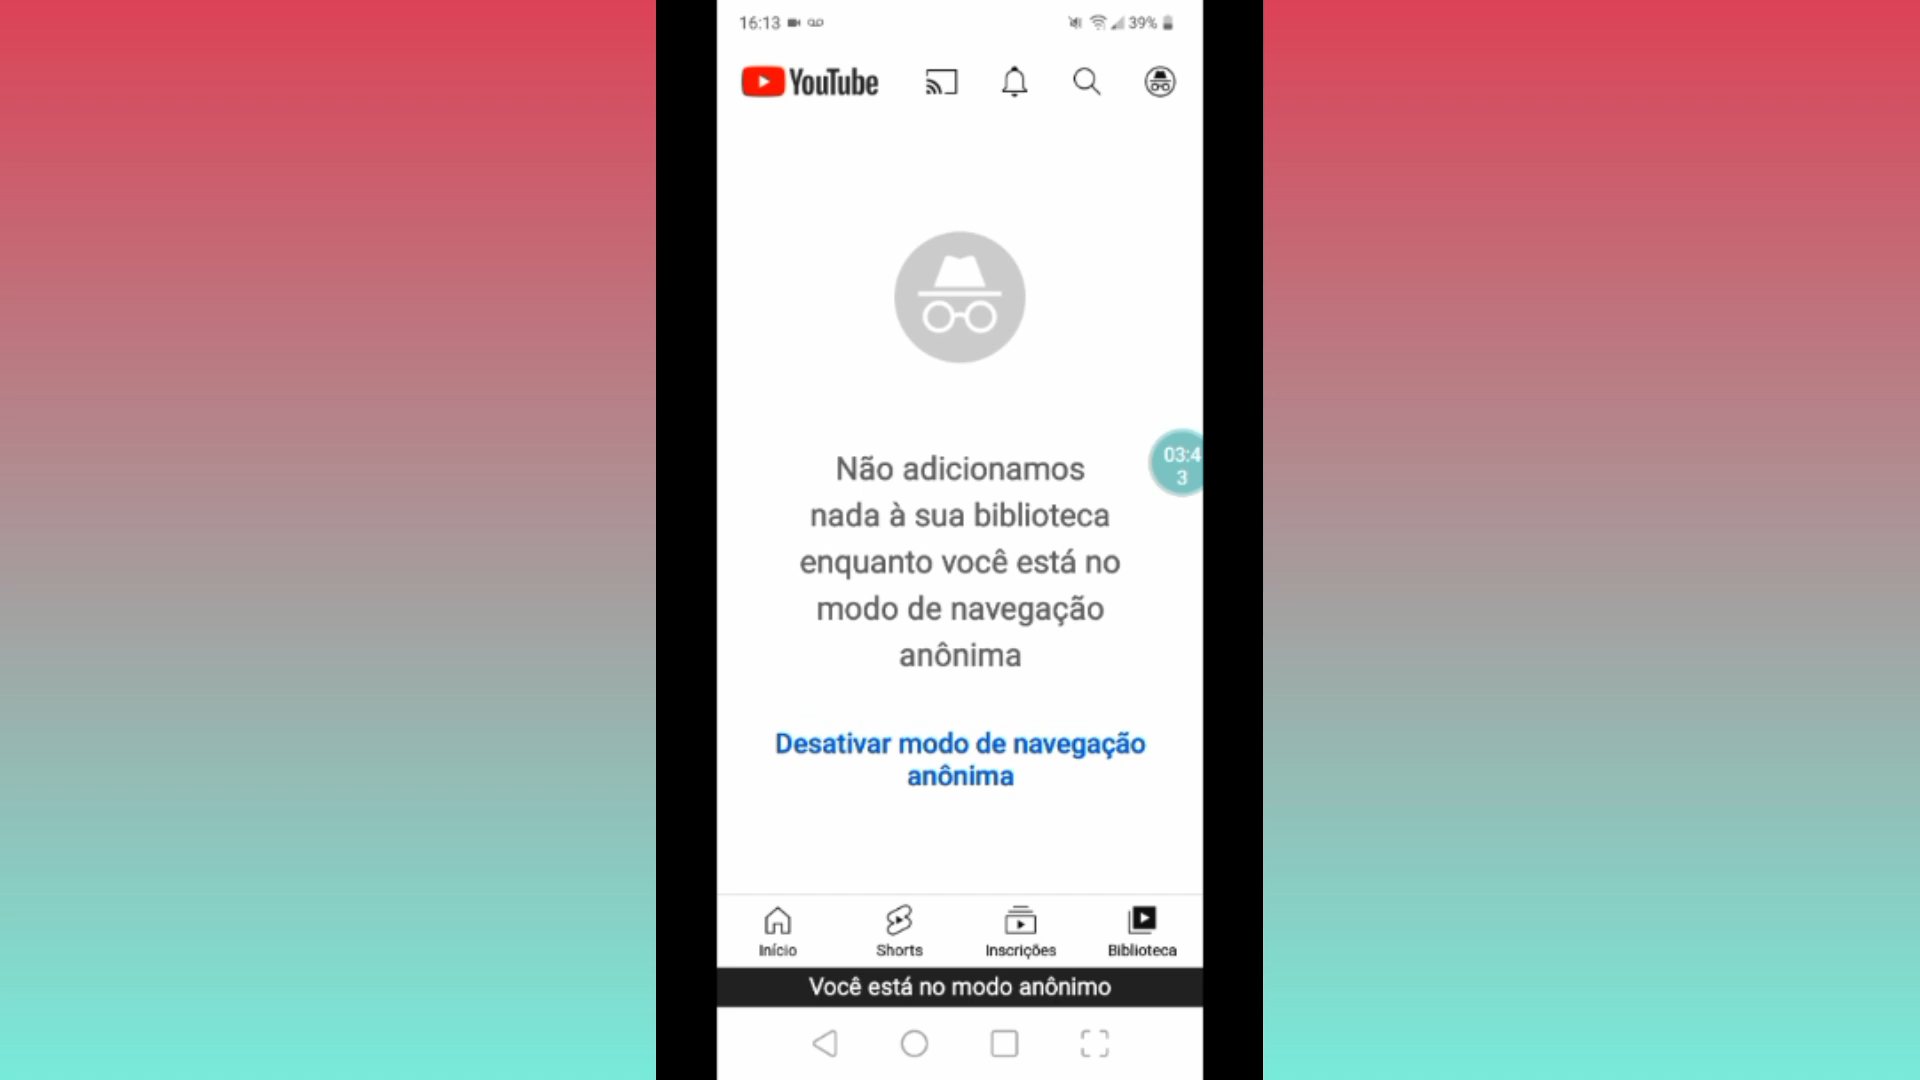 16:13
39%
YouTube
03:4
3
Não adicionamos
nada à sua biblioteca
enquanto você está no
modo de navegação
anônima
Desativar modo de navegação
anônima
Início
Shorts
Inscrições
Biblioteca
Você está no modo anônimo